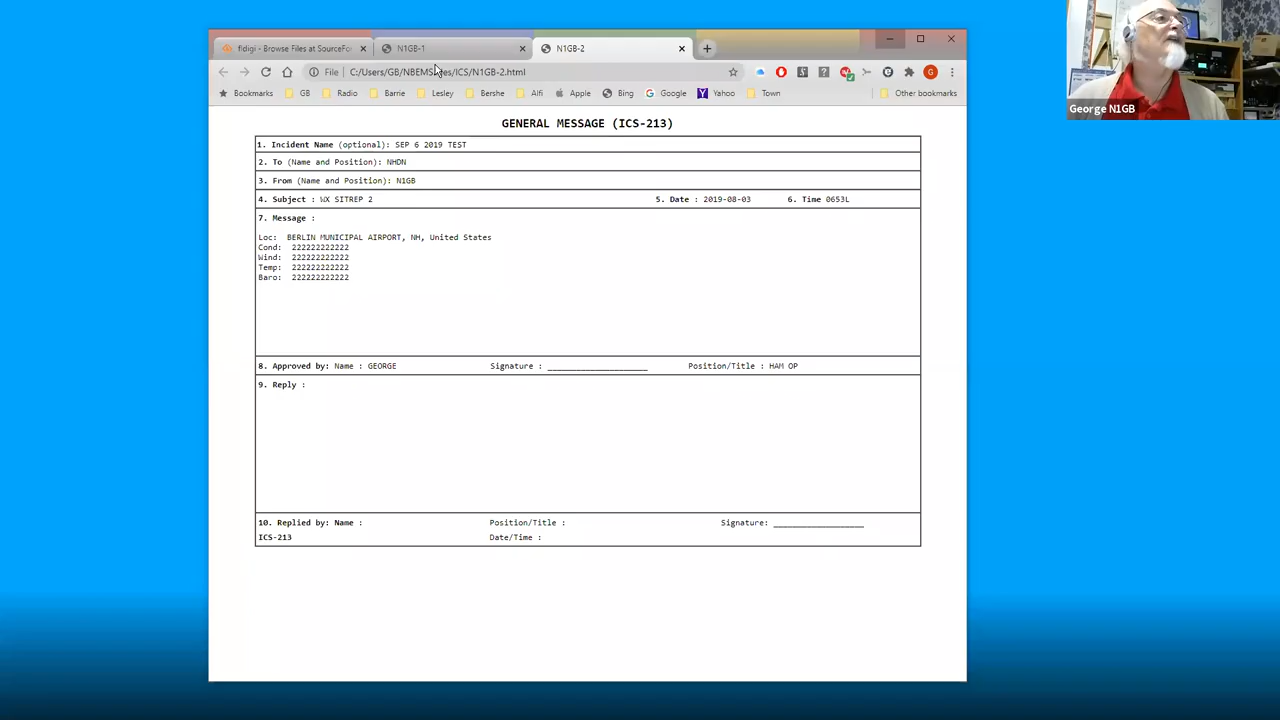 fldigi - Browse Files at SourceFo
N1GB-1
N1GB-2
File
C:/Users/GB/NBEMS
es/ICS/N1GB-2.html
Bookmarks GB Radio Barrie Lesley Bershe Alfi Apple Bing Google Yahoo Town Other bookmarks
George N1GB
GENERAL MESSAGE (ICS-213)
1. Incident Name (optional): SEP 6 2019 TEST
2. To (Name and Position): NHDN
3. From (Name and Position): N1GB
4. Subject : WX SITREP 2 5. Date : 2019-08-03 6. Time 0653L
7. Message :
Loc: BERLIN MUNICIPAL AIRPORT, NH, United States
Cond: 222222222222
Wind: 222222222222
Temp: 222222222222
Baro: 222222222222
8. Approved by: Name : GEORGE Signature : ____________________ Position/Title : HAM OP
9. Reply :
10. Replied by: Name : Position/Title : Signature: __________________
ICS-213 Date/Time :